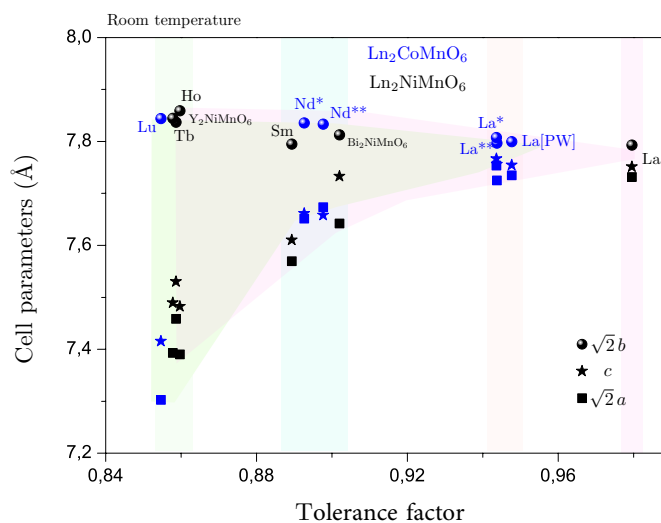 Room temperature
8,0
Ln₂CoMnO₆
Ln₂NiMnO₆
Ho
Nd*
La*
Lu
Y₂NiMnO₆
Nd**
Tb
Sm
Bi₂NiMnO₆
La**
La[PW]
La
7,8
7,6
7,4
7,2
√2 b
c
√2 a
Cell parameters (Å)
0,84
0,88
0,92
0,96
Tolerance factor